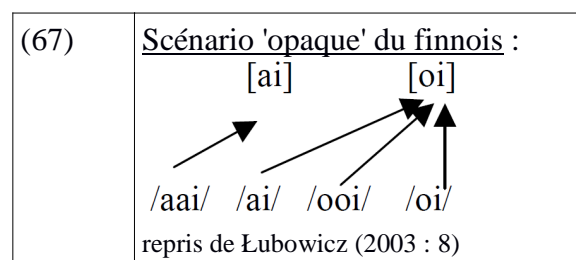 (67) Scénario 'opaque' du finnois :
[ai] [oi]
/aai/ /ai/ /ooi/ /oi/
repris de Łubowicz (2003 : 8)